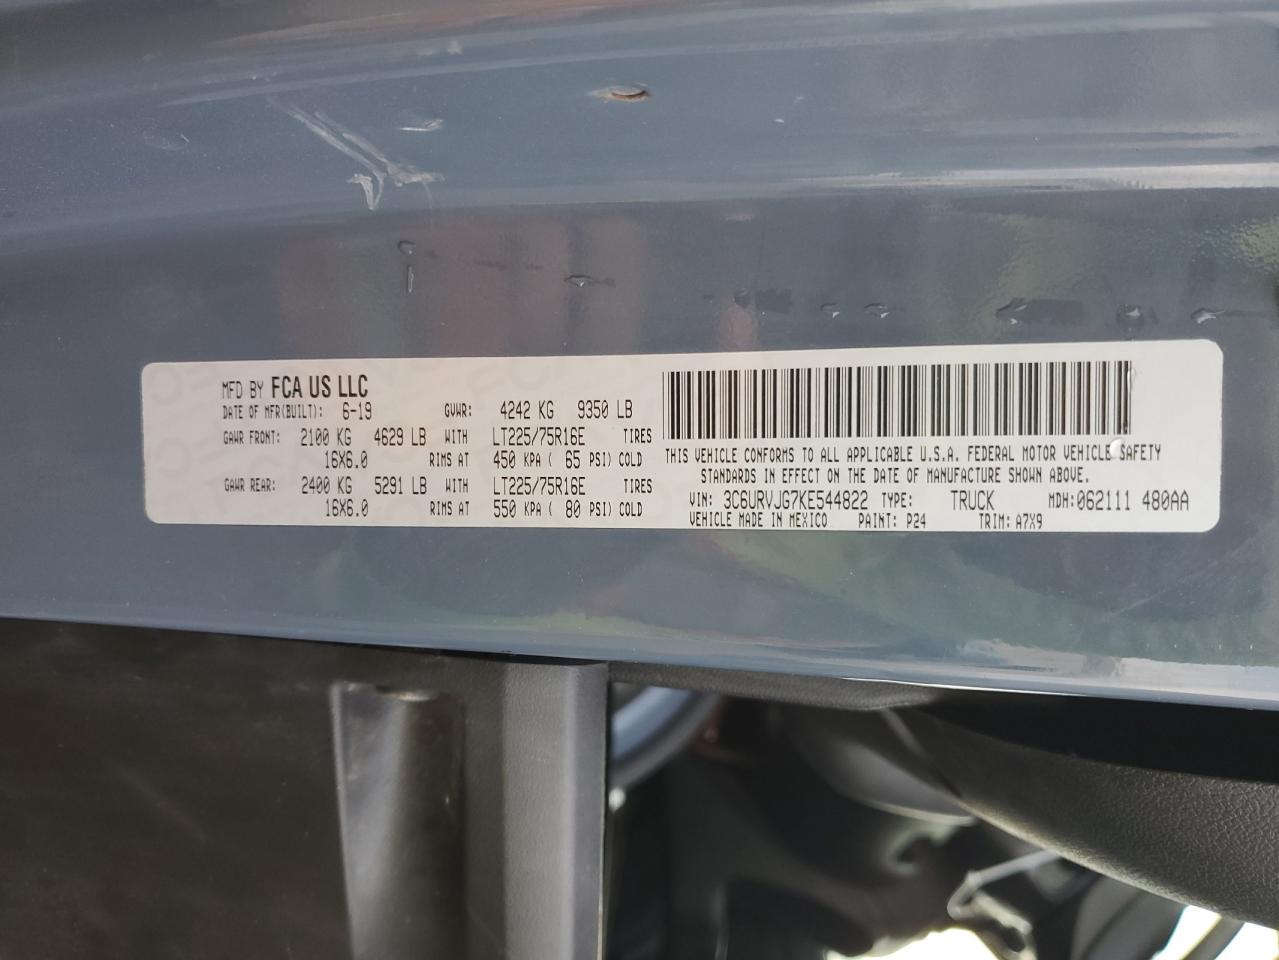 MFD BY FCA US LLC
DATE OF MFR(BUILT): 6-19 GVWR: 4242 KG 9350 LB
GAWR FRONT: 2100 KG 4629 LB WITH LT225/75R16E TIRES
16X6.0 RIMS AT 450 KPA ( 65 PSI) COLD
GAWR REAR: 2400 KG 5291 LB WITH LT225/75R16E TIRES
16X6.0 RIMS AT 550 KPA ( 80 PSI) COLD
THIS VEHICLE CONFORMS TO ALL APPLICABLE U.S.A. FEDERAL MOTOR VEHICLE SAFETY
STANDARDS IN EFFECT ON THE DATE OF MANUFACTURE SHOWN ABOVE.
VIN: 3C6URVJG7KE544822 TYPE: TRUCK MDH:062111 480AA
VEHICLE MADE IN MEXICO PAINT: P24 TRIM: A7X9